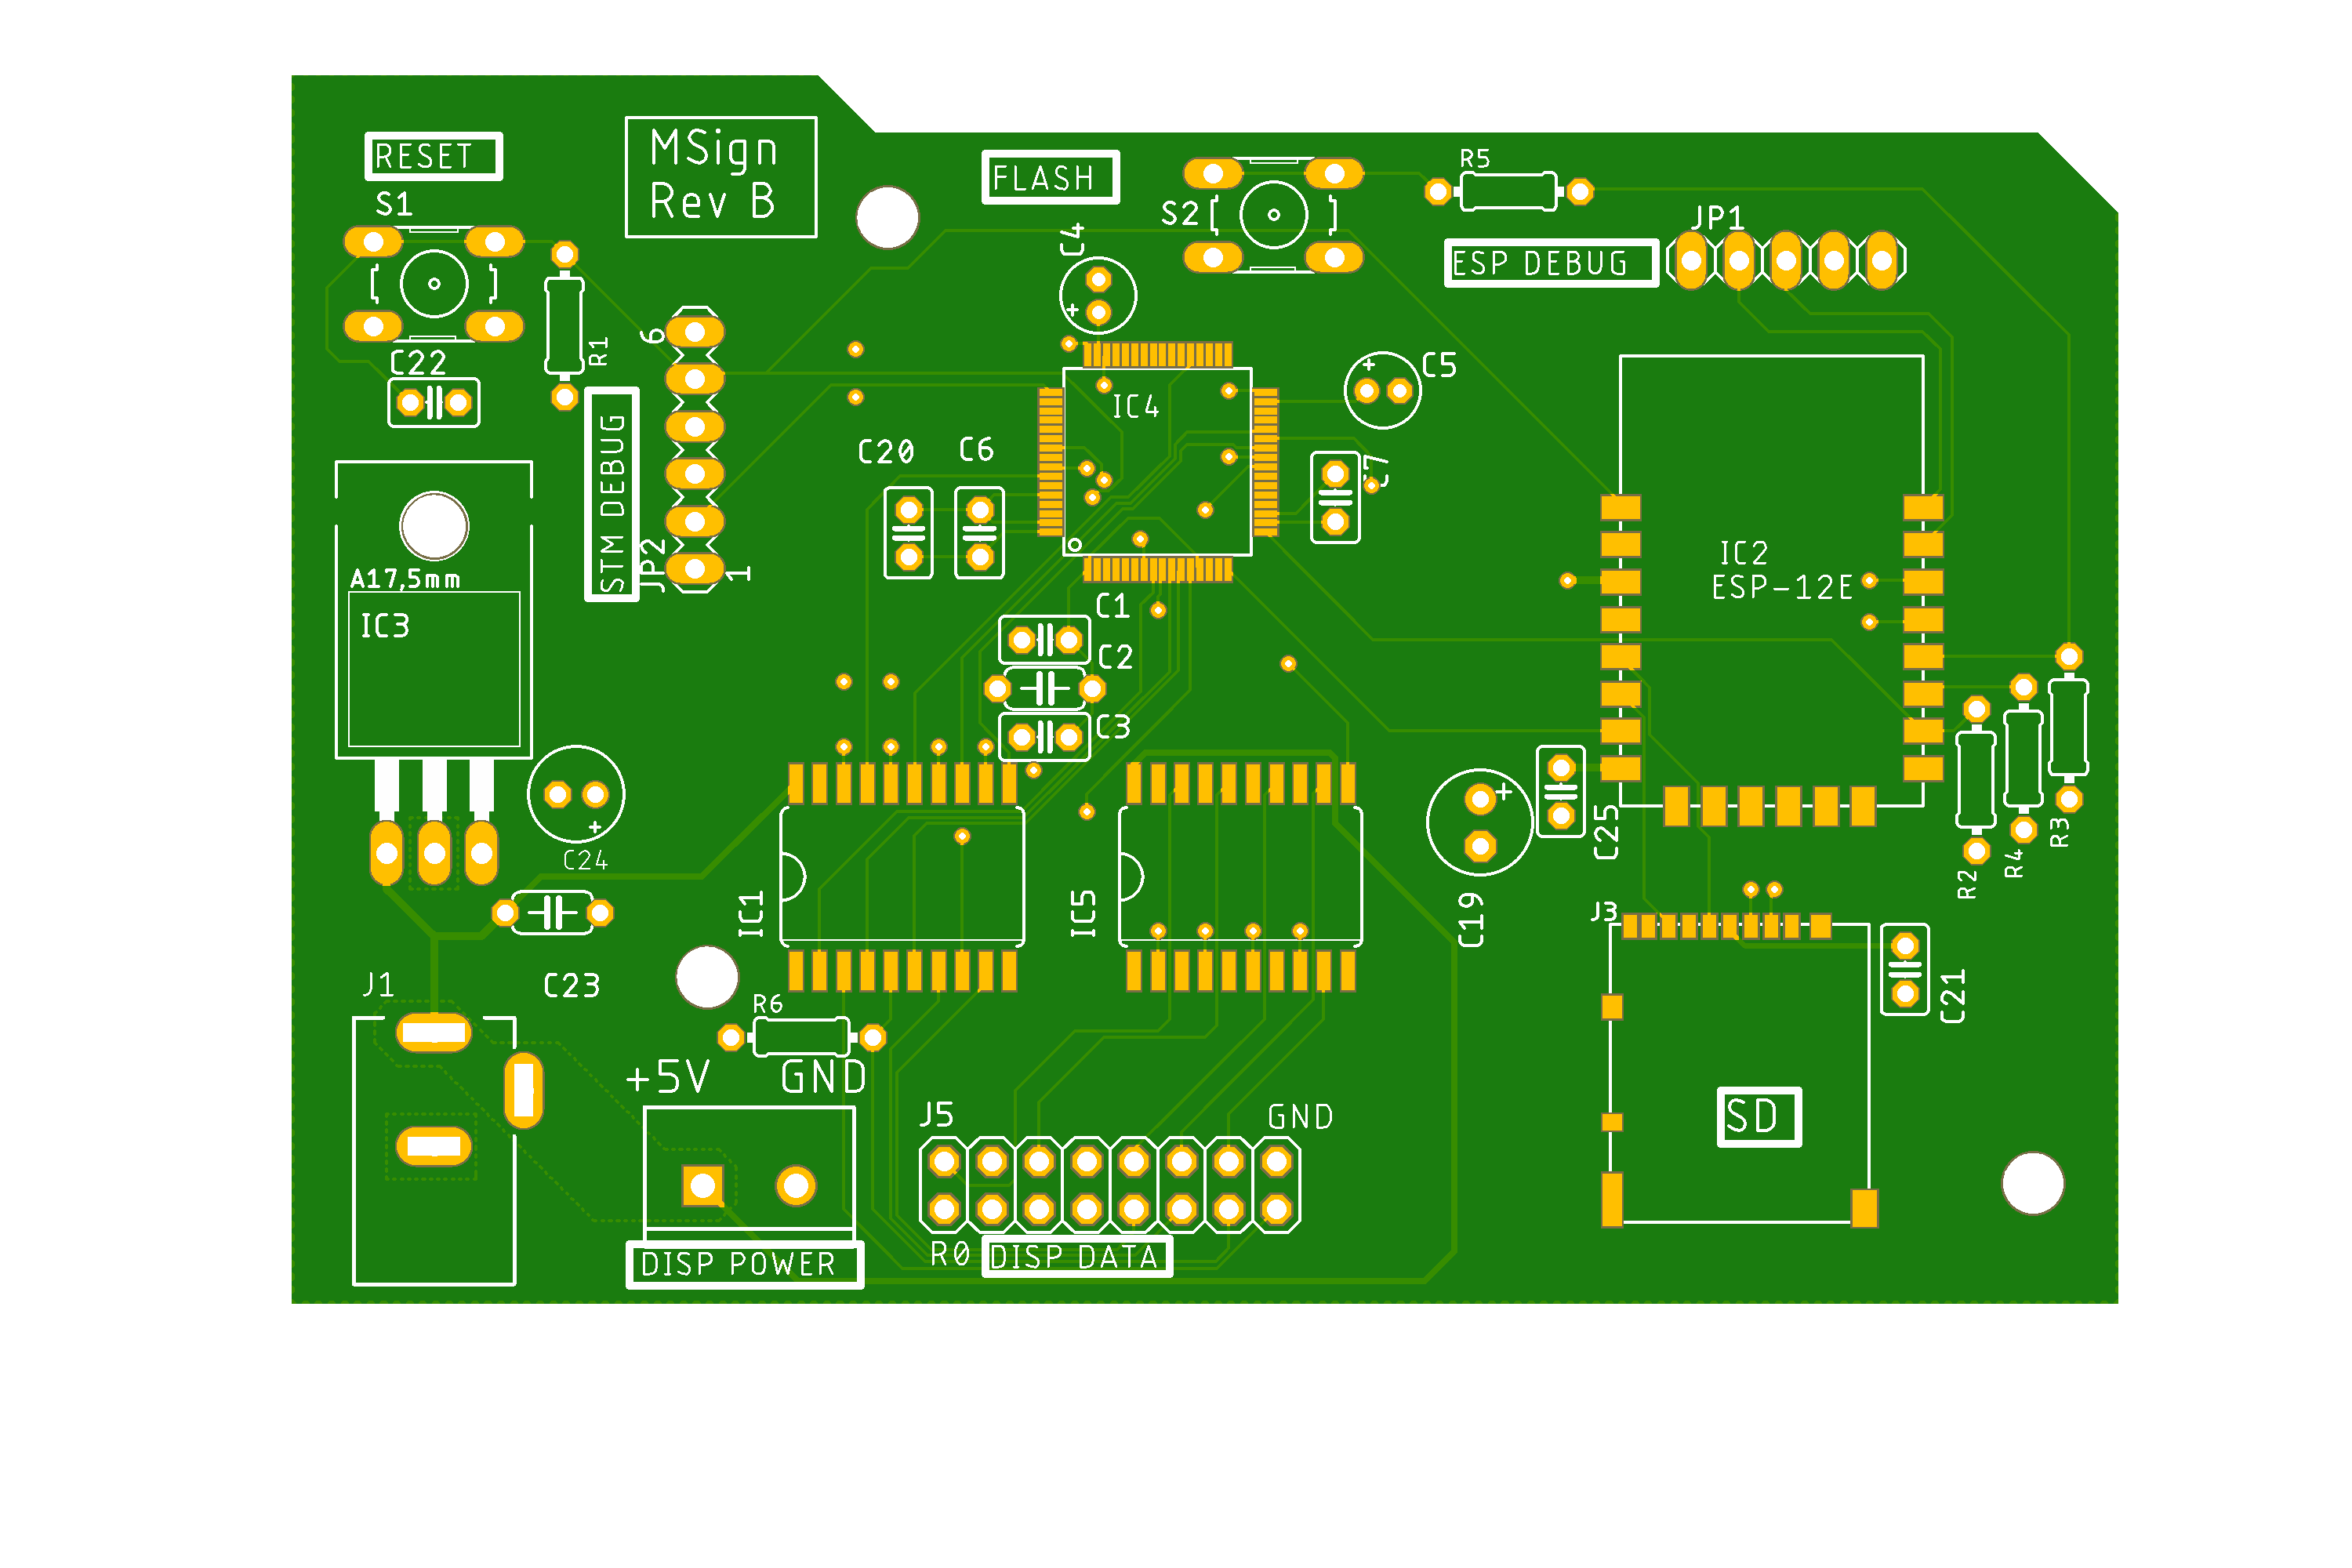 MSign
Rev B
RESET
FLASH
R5
S1
S2
JP1
C4
+
ESP DEBUG
6
R1
C22
+
C5
IC4
STM DEBUG
C20
C6
C7
JP2
1
IC2
ESP-12E
A17,5mm
IC3
C1
C2
C3
+
C24
+
C25
R3
R4
R2
IC1
IC5
C19
J3
J1
C23
R6
C21
+5V
GND
J5
GND
SD
R0
DISP DATA
DISP POWER